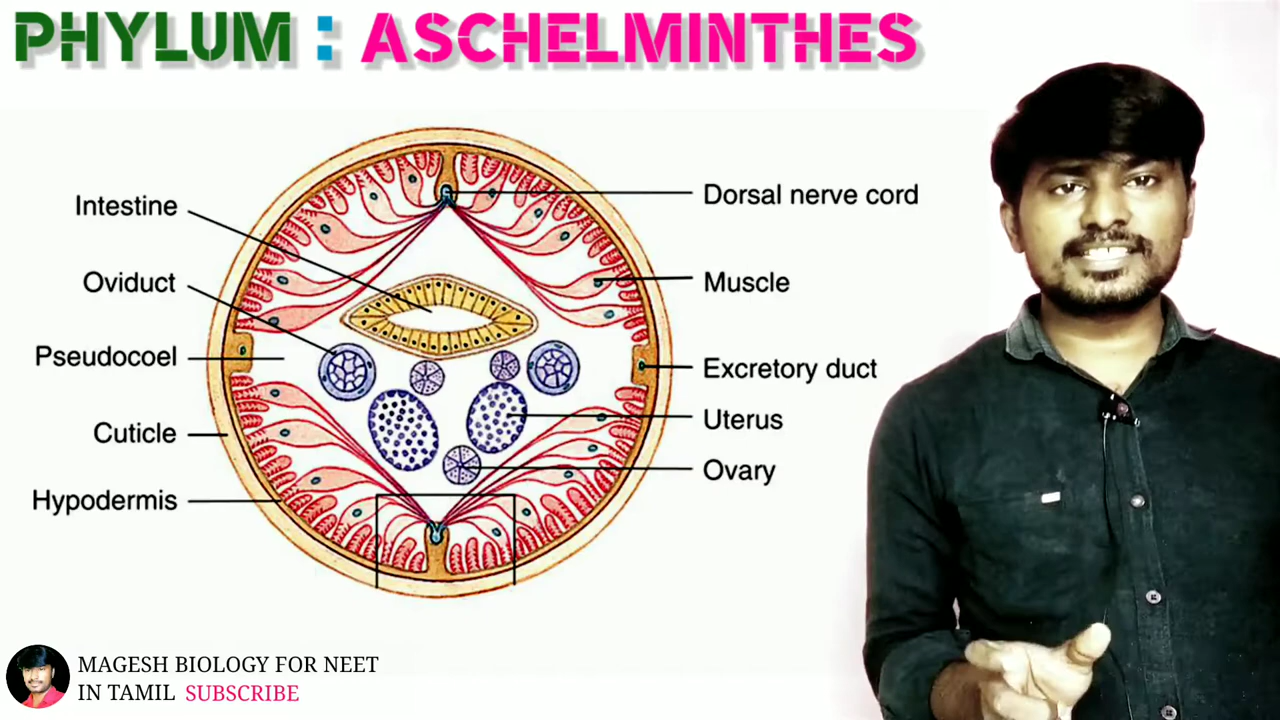 PHYLUM : ASCHELMINTHES
Intestine
Oviduct
Pseudocoel
Cuticle
Hypodermis
Dorsal nerve cord
Muscle
Excretory duct
Uterus
Ovary
MAGESH BIOLOGY FOR NEET
IN TAMIL SUBSCRIBE